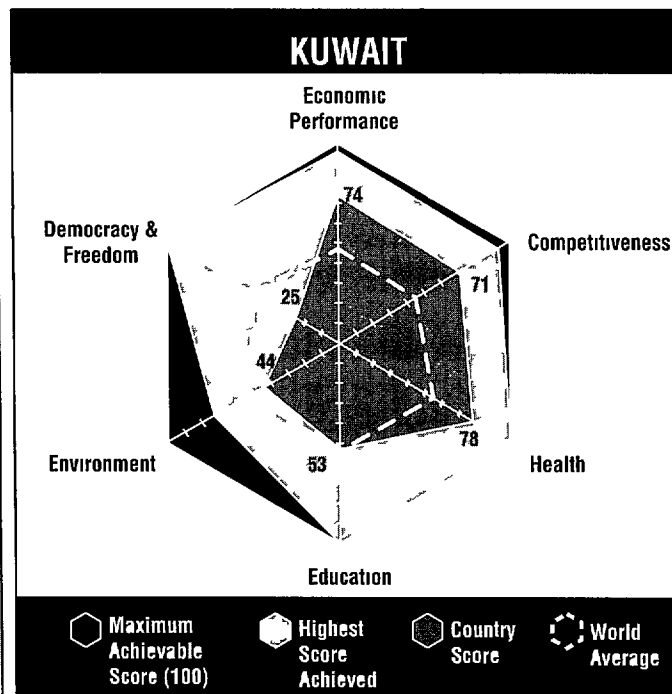 KUWAIT
Economic
Performance
74
Democracy &
Freedom
Competitiveness
71
25
44
Environment
53
78
Health
Education
Maximum
Achievable
Score (100)
Highest
Score
Achieved
Country
Score
World
Average